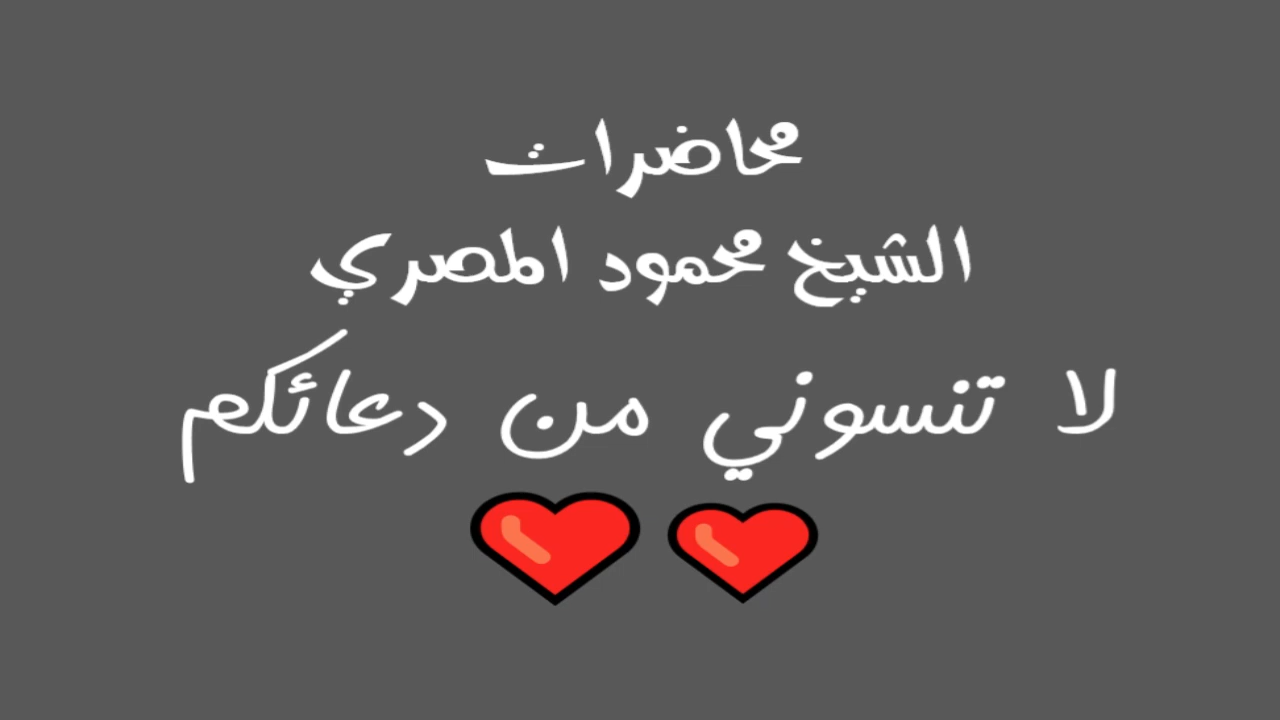 محاضرات
الشيخ محمود المصري
لا تنسوني من دعائكم